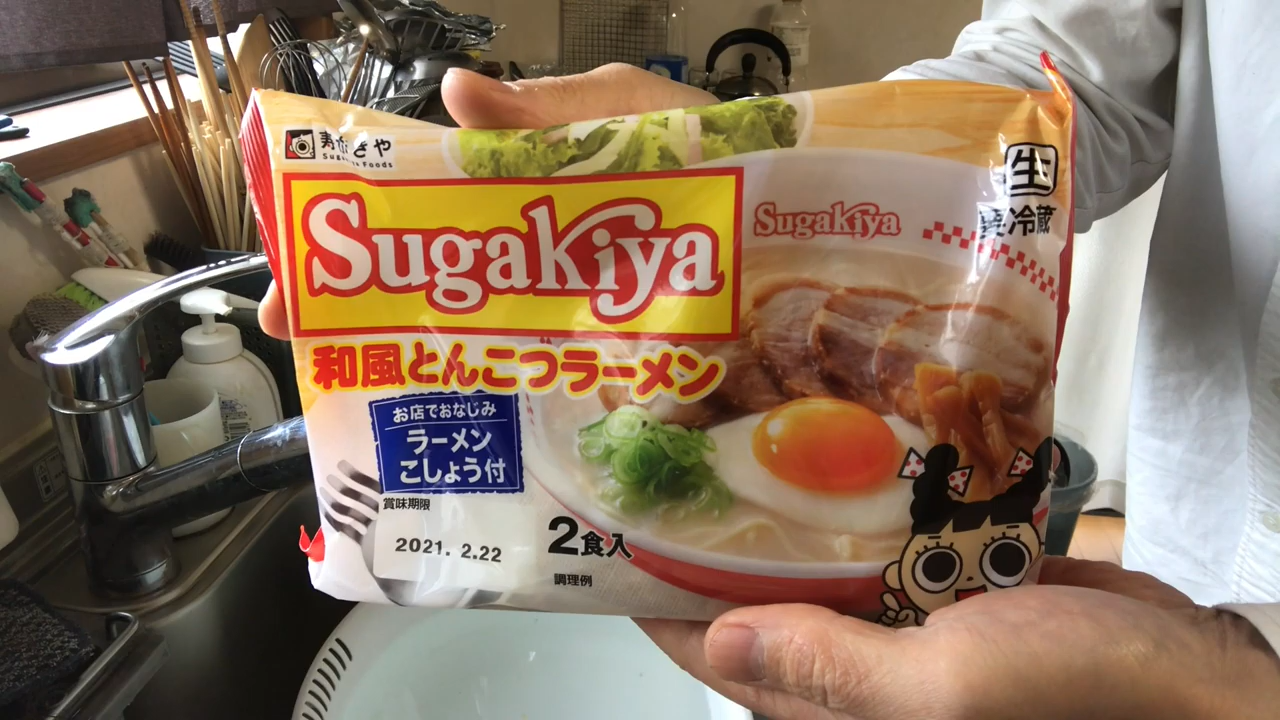 寿がきや
Sugakiya Foods
Sugakiya
和風とんこつラーメン
お店でおなじみ
ラーメン
こしょう付
賞味期限
2021. 2.22
2食入
調理例
Sugakiya
生
要冷蔵